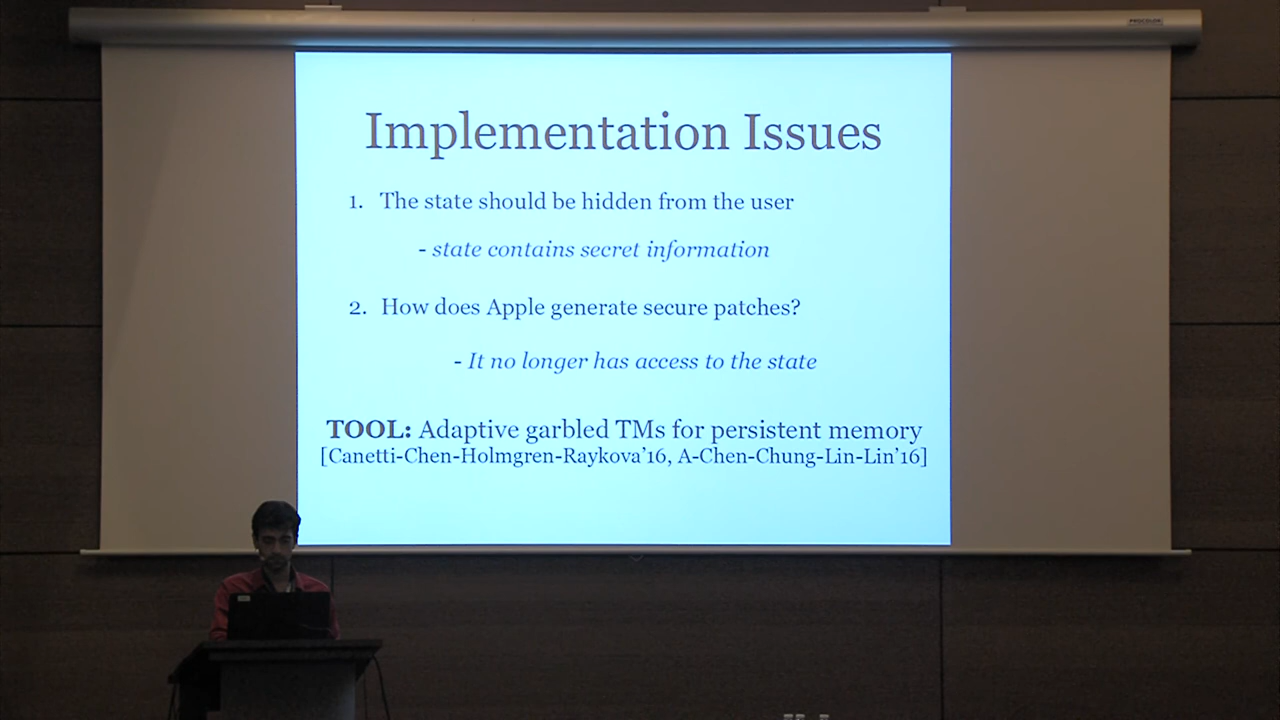 PROCOLOR
Implementation Issues
1. The state should be hidden from the user
- state contains secret information
2. How does Apple generate secure patches?
- It no longer has access to the state
TOOL: Adaptive garbled TMs for persistent memory
[Canetti-Chen-Holmgren-Raykova'16, A-Chen-Chung-Lin-Lin'16]